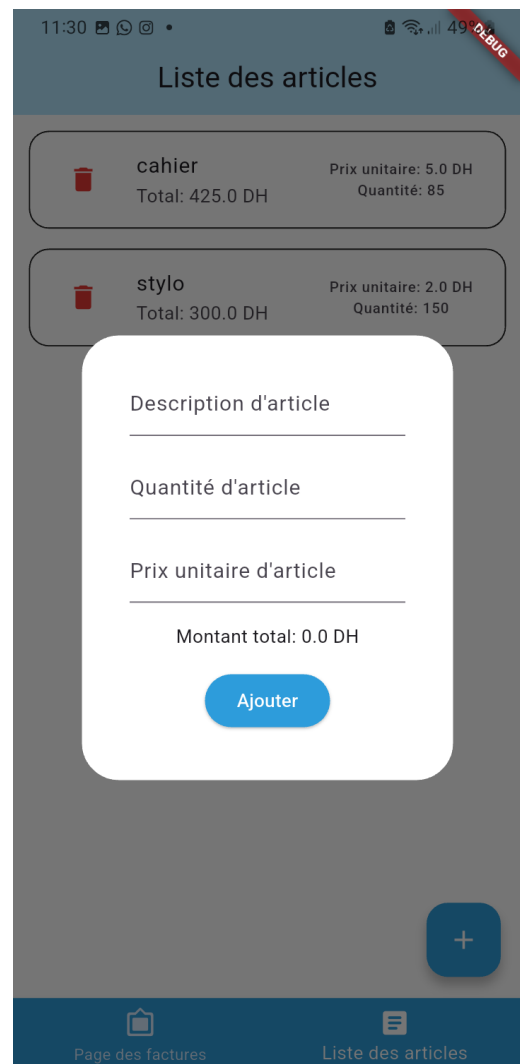 11:30
49%
DEBUG
Liste des articles
cahier
Total: 425.0 DH
Prix unitaire: 5.0 DH
Quantité: 85
stylo
Total: 300.0 DH
Prix unitaire: 2.0 DH
Quantité: 150
Description d'article
Quantité d'article
Prix unitaire d'article
Montant total: 0.0 DH
Ajouter
+
Page des factures
Liste des articles